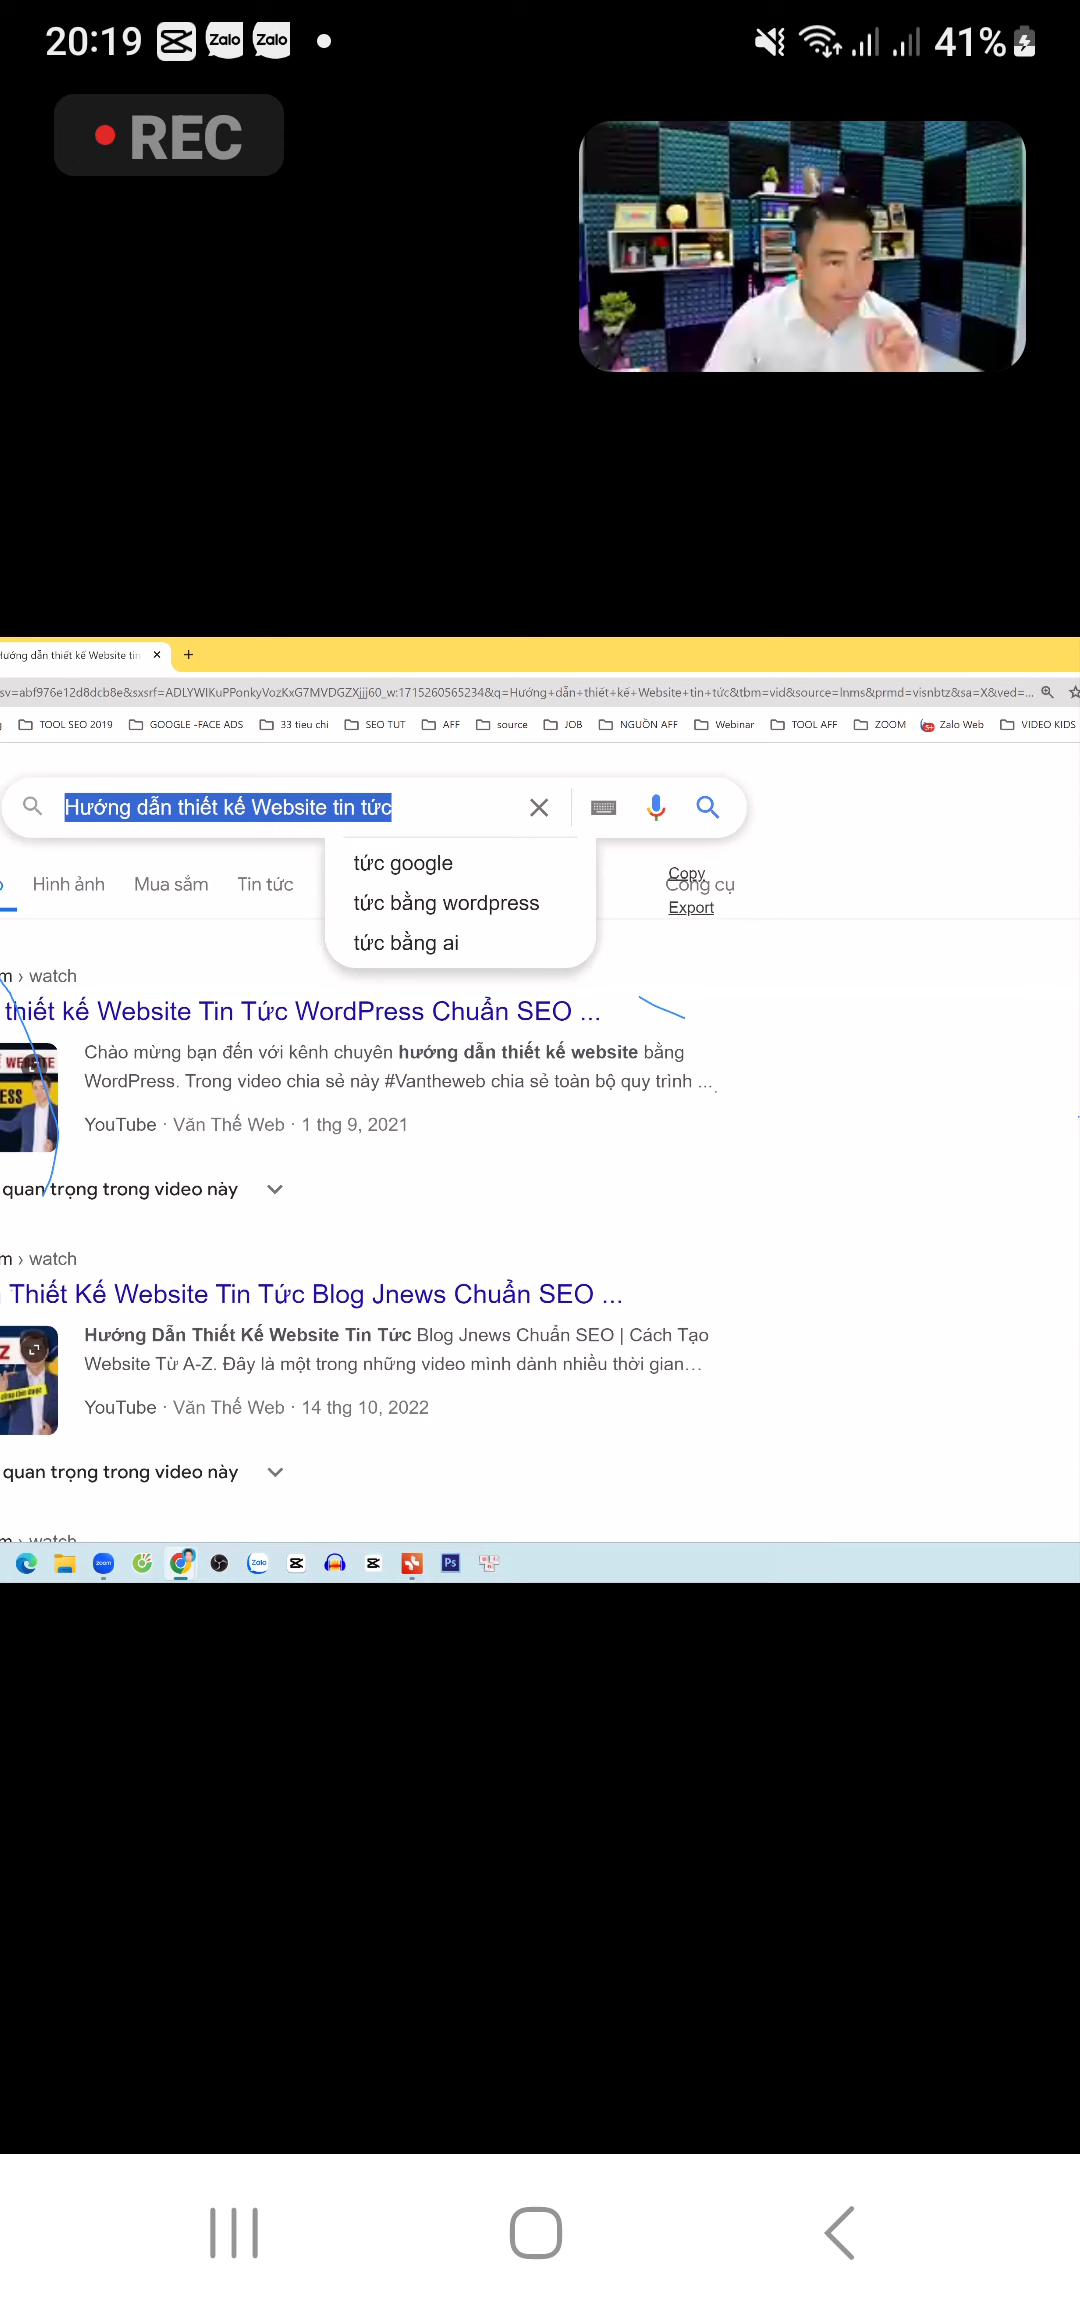 20:19 Zalo Zalo 41%
REC
Hướng dẫn thiết kế Website tin
sv=abf976e12d8dcb8e&sxsrf=ADLYWIKuPPonkyVozKxG7MVDGZXjjj60_w:1715260565234&q=Hướng+dẫn+thiết+kế+Website+tin+tức&tbm=vid&source=lnms&prmd=visnbtz&sa=X&ved=...
TOOL SEO 2019 GOOGLE -FACE ADS 33 tieu chi SEO TUT AFF source JOB NGUỒN AFF Webinar TOOL AFF ZOOM Zalo Web VIDEO KIDS
Hướng dẫn thiết kế Website tin tức
tức google
tức bằng wordpress
tức bằng ai
Hình ảnh Mua sắm Tin tức Công cụ
Copy
Export
m › watch
thiết kế Website Tin Tức WordPress Chuẩn SEO ...
Chào mừng bạn đến với kênh chuyên hướng dẫn thiết kế website bằng
WordPress. Trong video chia sẻ này #Vantheweb chia sẻ toàn bộ quy trình ...
YouTube · Văn Thế Web · 1 thg 9, 2021
quan trọng trong video này
m › watch
Thiết Kế Website Tin Tức Blog Jnews Chuẩn SEO ...
Hướng Dẫn Thiết Kế Website Tin Tức Blog Jnews Chuẩn SEO | Cách Tạo
Website Từ A-Z. Đây là một trong những video mình dành nhiều thời gian...
YouTube · Văn Thế Web · 14 thg 10, 2022
quan trọng trong video này
m › watch
zoom Zalo Ps